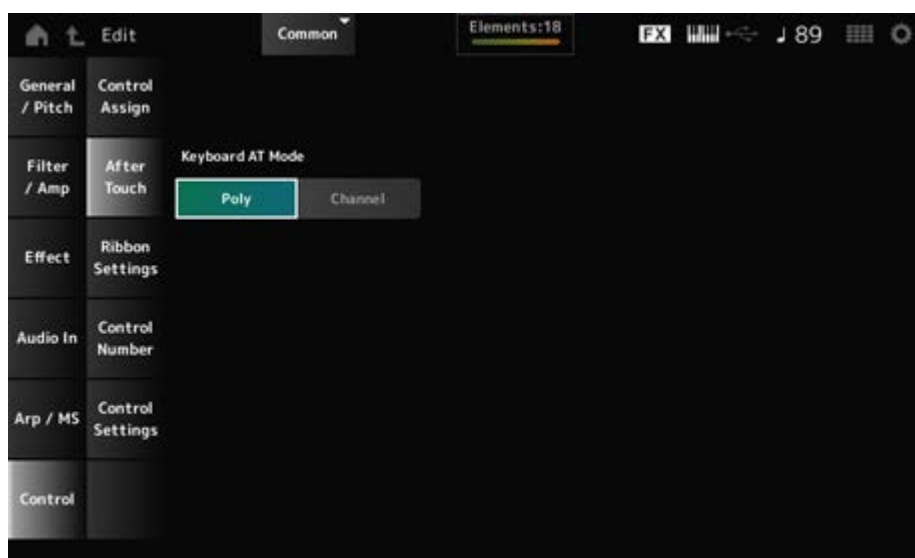 Edit
Common
Elements:18
FX
♩ 89
General
/ Pitch
Control
Assign
Filter
/ Amp
After
Touch
Keyboard AT Mode
Poly
Channel
Effect
Ribbon
Settings
Audio In
Control
Number
Arp / MS
Control
Settings
Control